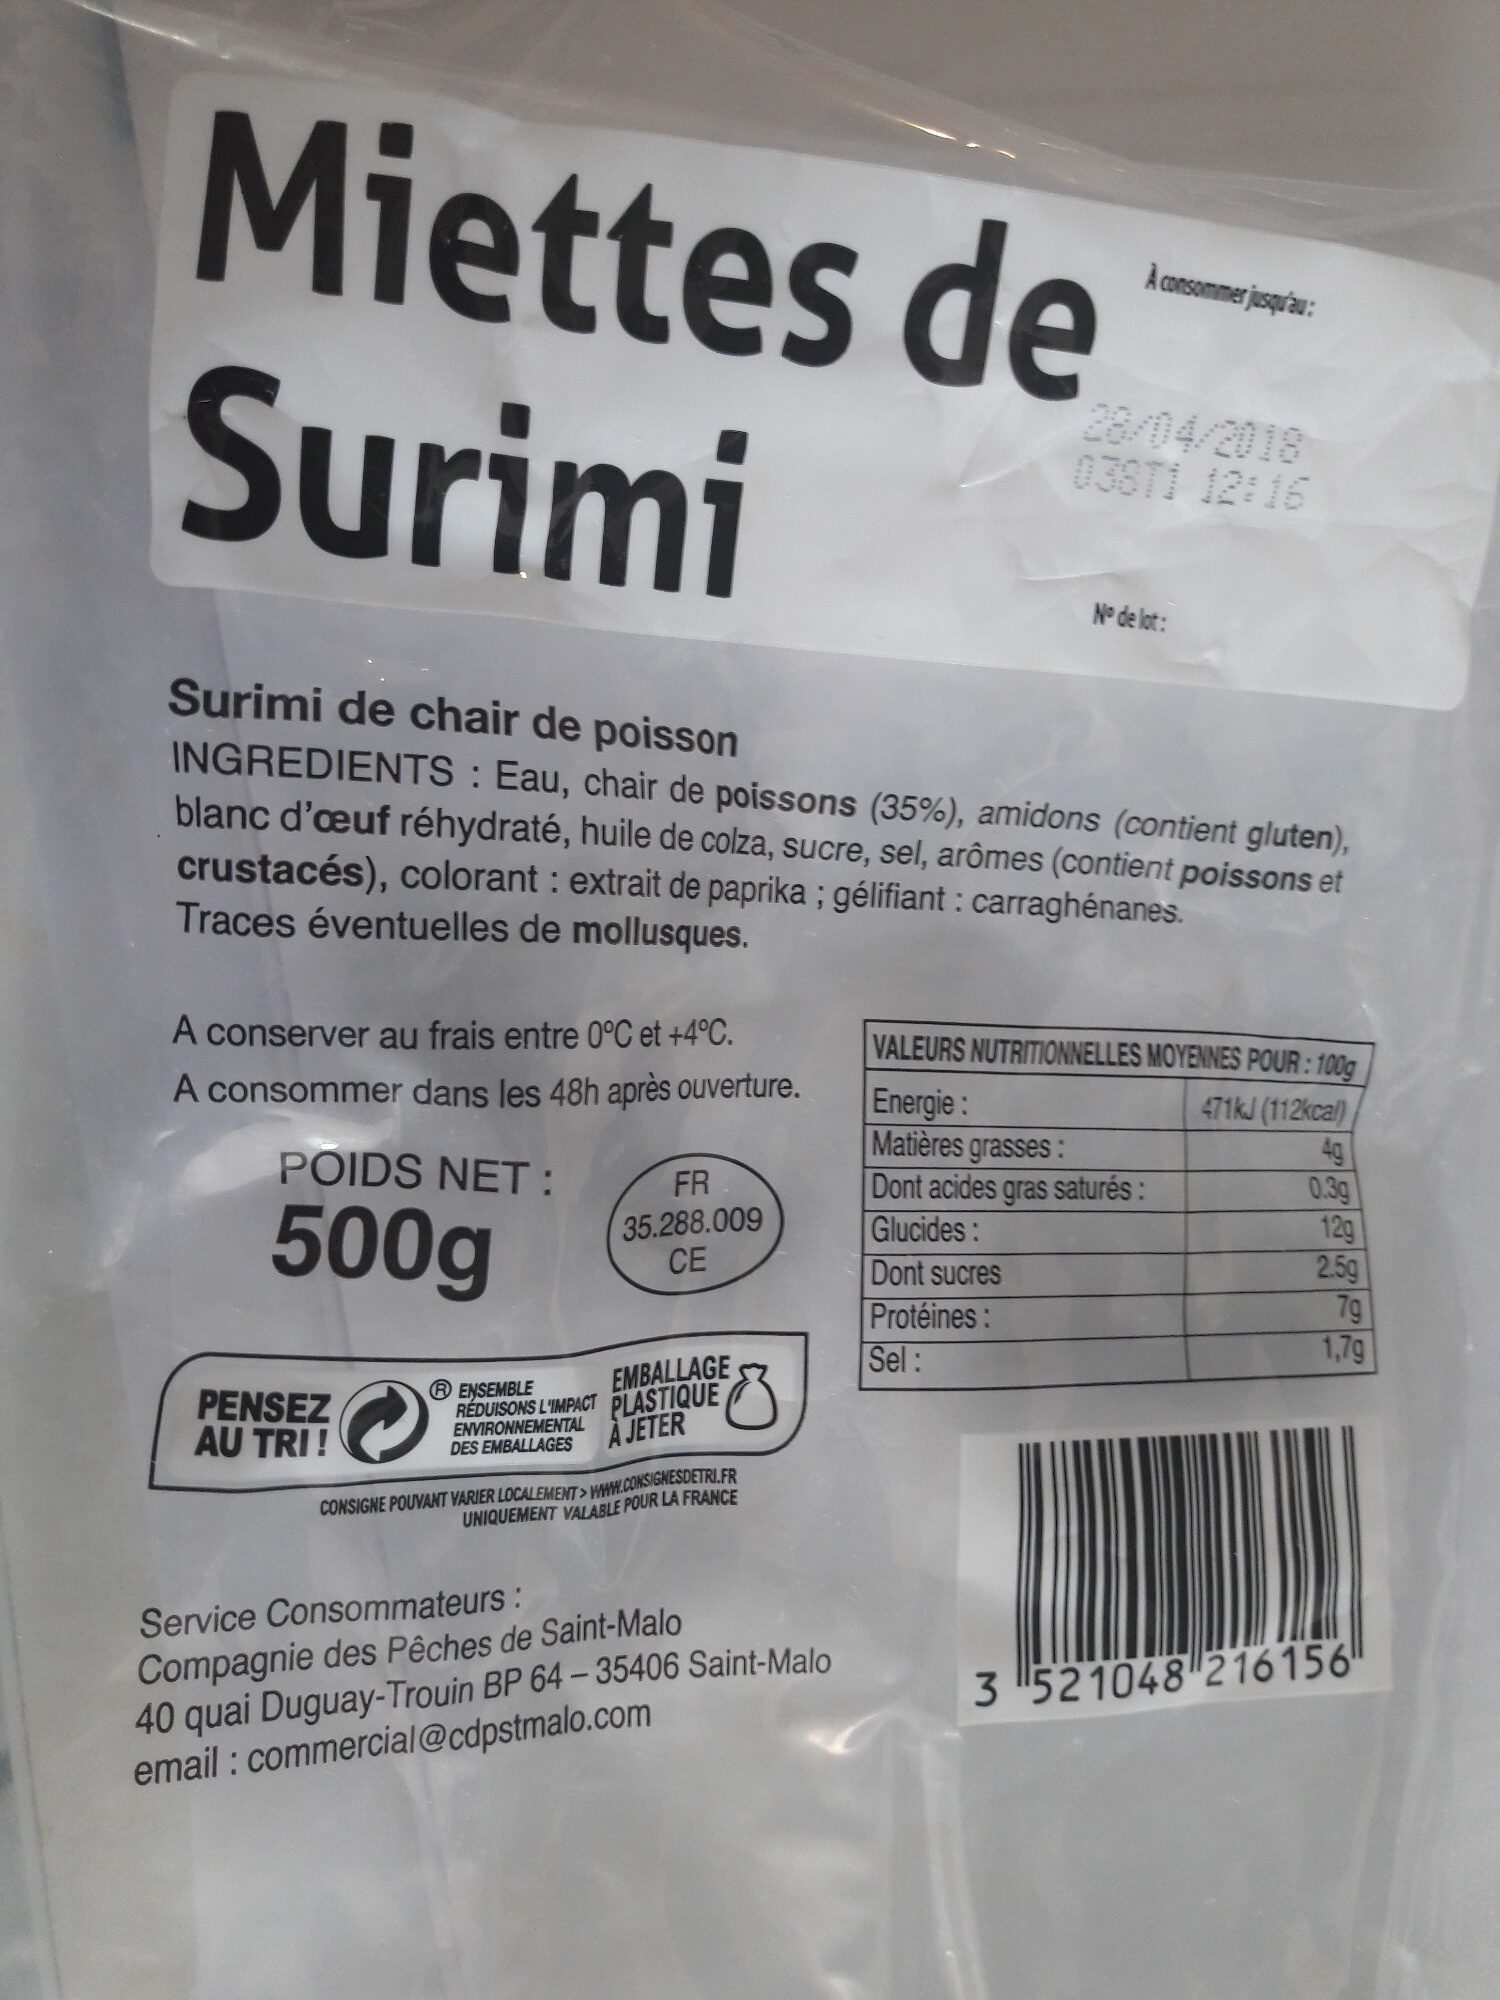 Miettes de
Surimi
À consommer jusqu'au :
28/04/2018
03811 12:16
N° de lot :
Surimi de chair de poisson
INGREDIENTS : Eau, chair de poissons (35%), amidons (contient gluten),
blanc d'œuf réhydraté, huile de colza, sucre, sel, arômes (contient poissons et
crustacés), colorant : extrait de paprika ; gélifiant : carraghénanes.
Traces éventuelles de mollusques.
A conserver au frais entre 0°C et +4°C.
A consommer dans les 48h après ouverture.
POIDS NET :
500g
FR
35.288.009
CE
VALEURS NUTRITIONNELLES MOYENNES POUR : 100g
Energie : 471kJ (112kcal)
Matières grasses : 4g
Dont acides gras saturés : 0.3g
Glucides : 12g
Dont sucres 2.5g
Protéines : 7g
Sel : 1,7g
PENSEZ
AU TRI !
® ENSEMBLE
RÉDUISONS L'IMPACT
ENVIRONNEMENTAL
DES EMBALLAGES
EMBALLAGE
PLASTIQUE
À JETER
CONSIGNE POUVANT VARIER LOCALEMENT > WWW.CONSIGNESDETRI.FR
UNIQUEMENT VALABLE POUR LA FRANCE
Service Consommateurs :
Compagnie des Pêches de Saint-Malo
40 quai Duguay-Trouin BP 64 – 35406 Saint-Malo
email : commercial@cdpstmalo.com
3 521048 216156